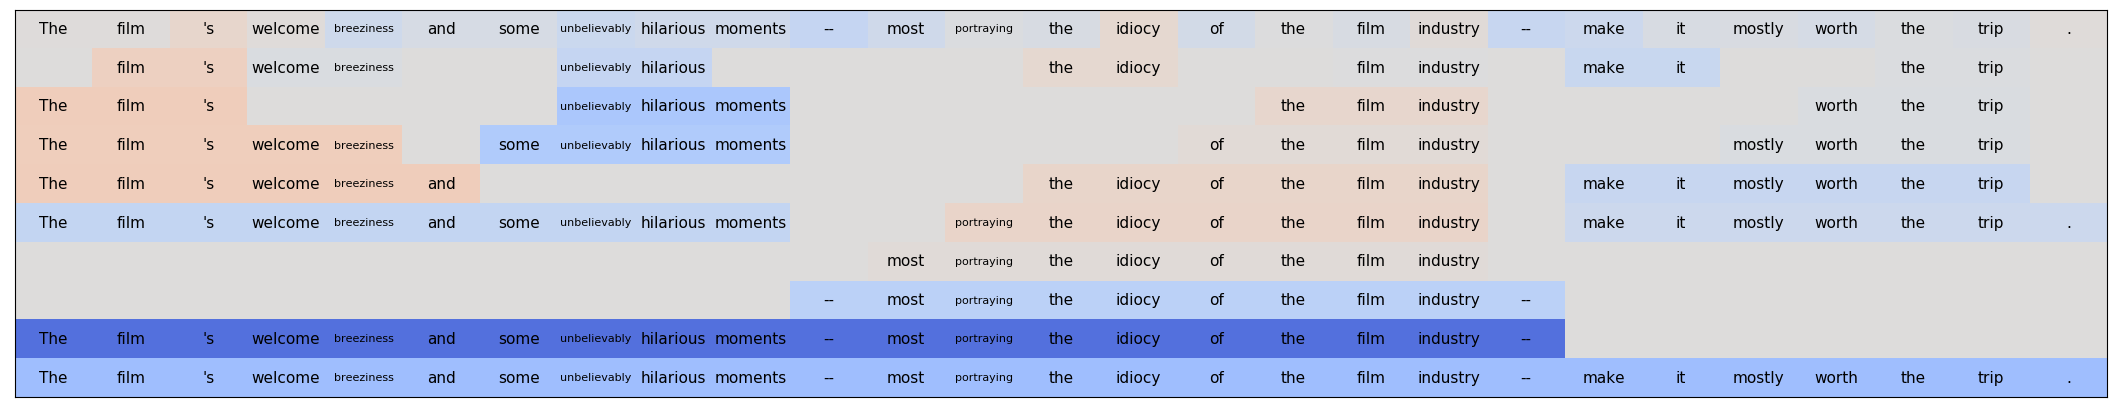 The film 's welcome breeziness and some unbelievably hilarious moments -- most portraying the idiocy of the film industry -- make it mostly worth the trip .
film 's welcome breeziness unbelievably hilarious the idiocy film industry make it the trip
The film 's unbelievably hilarious moments the film industry worth the trip
The film 's welcome breeziness some unbelievably hilarious moments of the film industry mostly worth the trip
The film 's welcome breeziness and the idiocy of the film industry make it mostly worth the trip
The film 's welcome breeziness and some unbelievably hilarious moments portraying the idiocy of the film industry make it mostly worth the trip .
most portraying the idiocy of the film industry
-- most portraying the idiocy of the film industry --
The film 's welcome breeziness and some unbelievably hilarious moments -- most portraying the idiocy of the film industry --
The film 's welcome breeziness and some unbelievably hilarious moments -- most portraying the idiocy of the film industry -- make it mostly worth the trip .